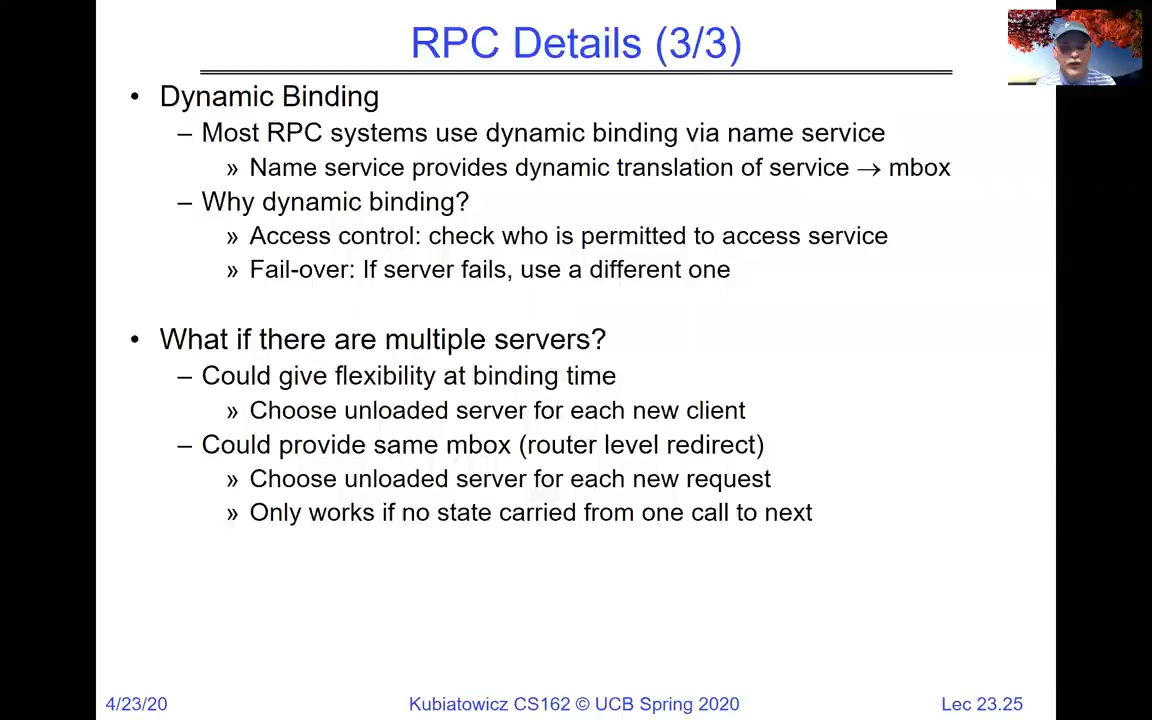 RPC Details (3/3)
• Dynamic Binding
– Most RPC systems use dynamic binding via name service
» Name service provides dynamic translation of service → mbox
– Why dynamic binding?
» Access control: check who is permitted to access service
» Fail-over: If server fails, use a different one
• What if there are multiple servers?
– Could give flexibility at binding time
» Choose unloaded server for each new client
– Could provide same mbox (router level redirect)
» Choose unloaded server for each new request
» Only works if no state carried from one call to next
4/23/20 Kubiatowicz CS162 © UCB Spring 2020 Lec 23.25